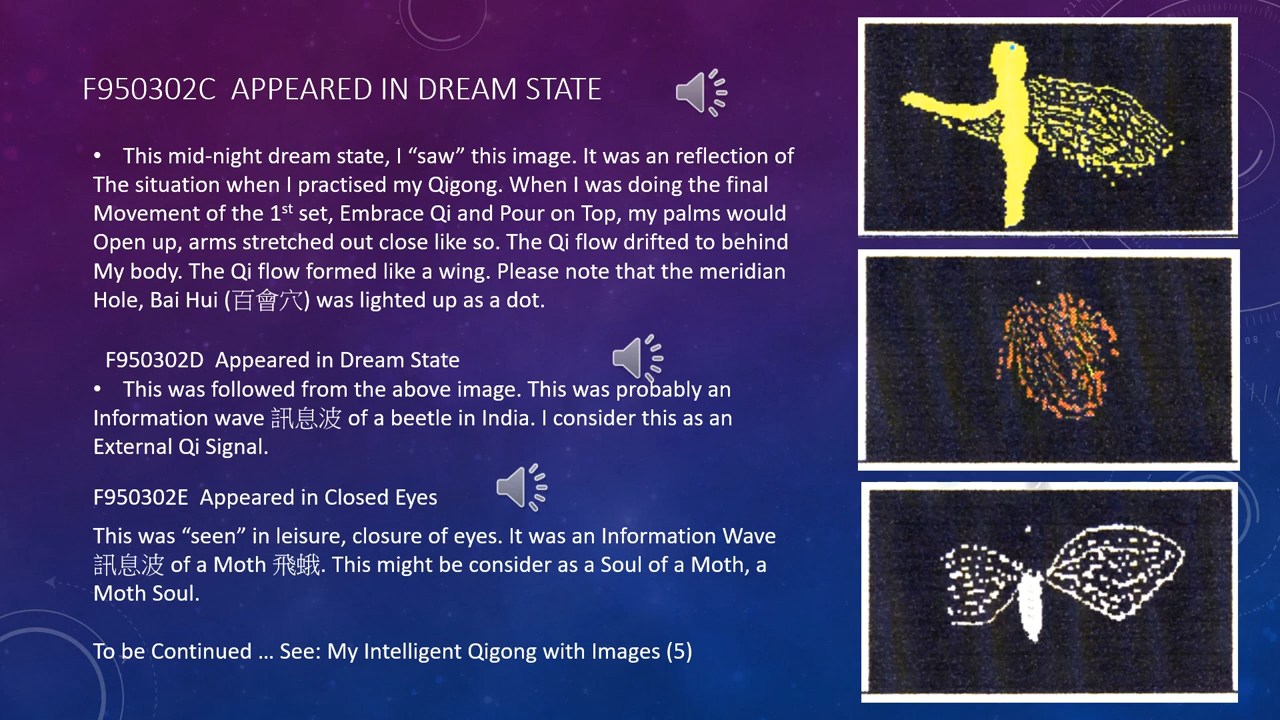 F950302C APPEARED IN DREAM STATE
• This mid-night dream state, I “saw” this image. It was an reflection of
The situation when I practised my Qigong. When I was doing the final
Movement of the 1st set, Embrace Qi and Pour on Top, my palms would
Open up, arms stretched out close like so. The Qi flow drifted to behind
My body. The Qi flow formed like a wing. Please note that the meridian
Hole, Bai Hui (百會穴) was lighted up as a dot.
F950302D Appeared in Dream State
• This was followed from the above image. This was probably an
Information wave 訊息波 of a beetle in India. I consider this as an
External Qi Signal.
F950302E Appeared in Closed Eyes
This was “seen” in leisure, closure of eyes. It was an Information Wave
訊息波 of a Moth 飛蛾. This might be consider as a Soul of a Moth, a
Moth Soul.
To be Continued … See: My Intelligent Qigong with Images (5)